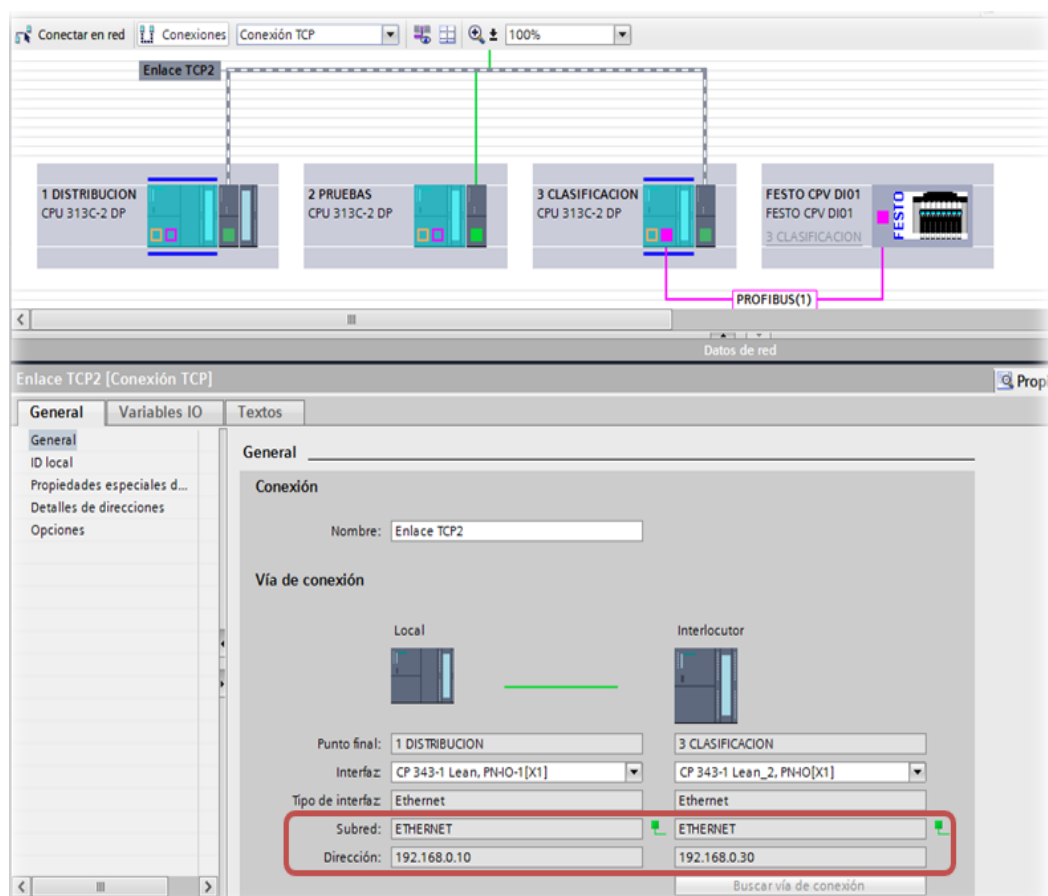 Conectar en red Conexiones Conexión TCP 100%
Enlace TCP2
1 DISTRIBUCION
CPU 313C-2 DP
2 PRUEBAS
CPU 313C-2 DP
3 CLASIFICACION
CPU 313C-2 DP
FESTO CPV DI01
FESTO CPV DI01
3 CLASIFICACION
FESTO
PROFIBUS(1)
Datos de red
Enlace TCP2 [Conexión TCP]
Prop
General Variables IO Textos
General
ID local
Propiedades especiales d...
Detalles de direcciones
Opciones
General
Conexión
Nombre: Enlace TCP2
Vía de conexión
Local Interlocutor
Punto final: 1 DISTRIBUCION 3 CLASIFICACION
Interfaz: CP 343-1 Lean, PN-IO-1[X1] CP 343-1 Lean_2, PN-IO[X1]
Tipo de interfaz: Ethernet Ethernet
Subred: ETHERNET ETHERNET
Dirección: 192.168.0.10 192.168.0.30
Buscar vía de conexión